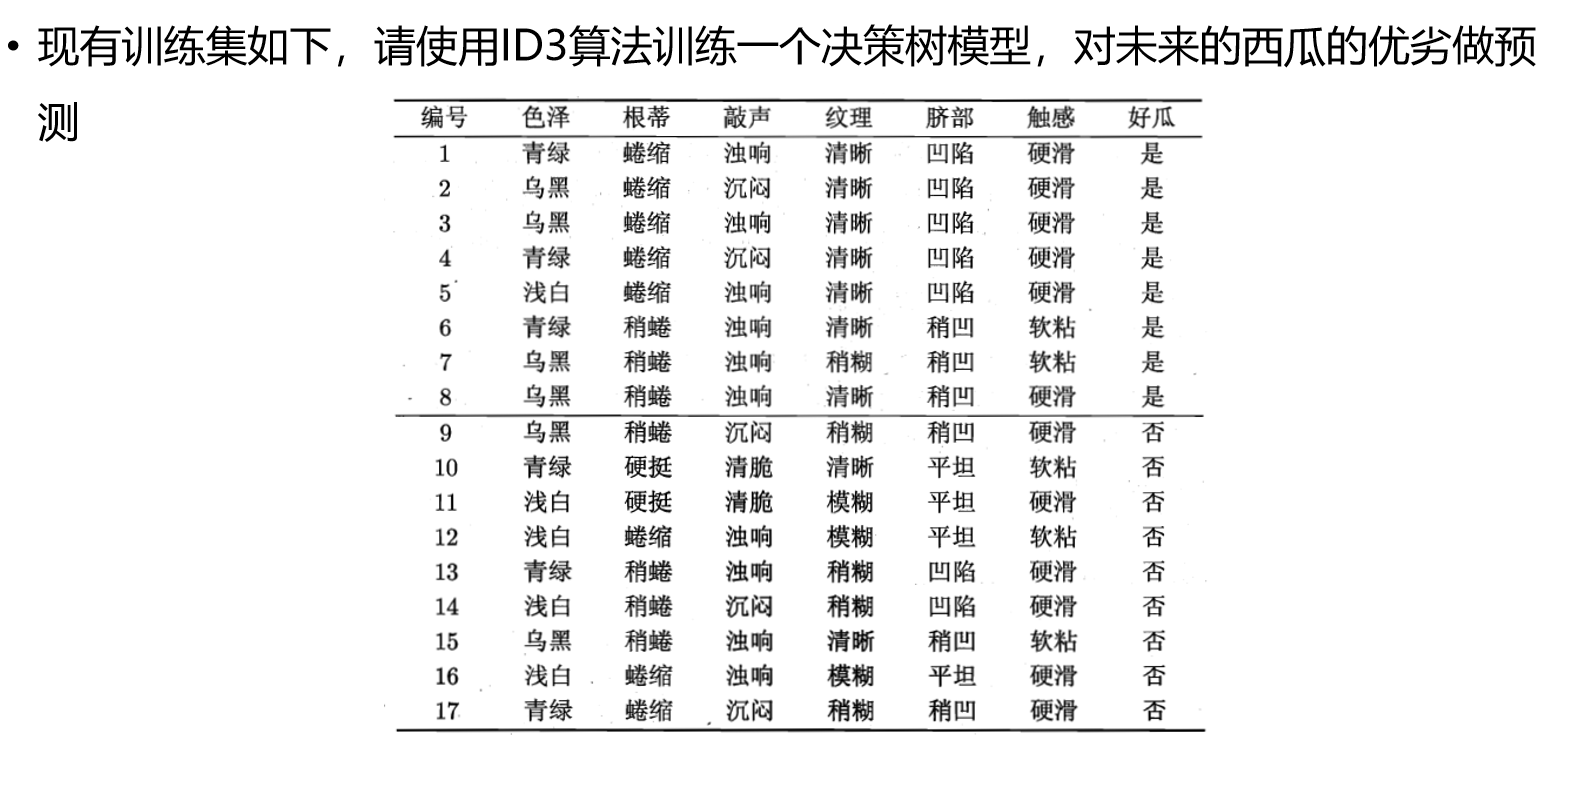 • 现有训练集如下，请使用ID3算法训练一个决策树模型，对未来的西瓜的优劣做预
测
编号 色泽 根蒂 敲声 纹理 脐部 触感 好瓜
1 青绿 蜷缩 浊响 清晰 凹陷 硬滑 是
2 乌黑 蜷缩 沉闷 清晰 凹陷 硬滑 是
3 乌黑 蜷缩 浊响 清晰 凹陷 硬滑 是
4 青绿 蜷缩 沉闷 清晰 凹陷 硬滑 是
5 浅白 蜷缩 浊响 清晰 凹陷 硬滑 是
6 青绿 稍蜷 浊响 清晰 稍凹 软粘 是
7 乌黑 稍蜷 浊响 稍糊 稍凹 软粘 是
8 乌黑 稍蜷 浊响 清晰 稍凹 硬滑 是
9 乌黑 稍蜷 沉闷 稍糊 稍凹 硬滑 否
10 青绿 硬挺 清脆 清晰 平坦 软粘 否
11 浅白 硬挺 清脆 模糊 平坦 硬滑 否
12 浅白 蜷缩 浊响 模糊 平坦 软粘 否
13 青绿 稍蜷 浊响 稍糊 凹陷 硬滑 否
14 浅白 稍蜷 沉闷 稍糊 凹陷 硬滑 否
15 乌黑 稍蜷 浊响 清晰 稍凹 软粘 否
16 浅白 蜷缩 浊响 模糊 平坦 硬滑 否
17 青绿 蜷缩 沉闷 稍糊 稍凹 硬滑 否